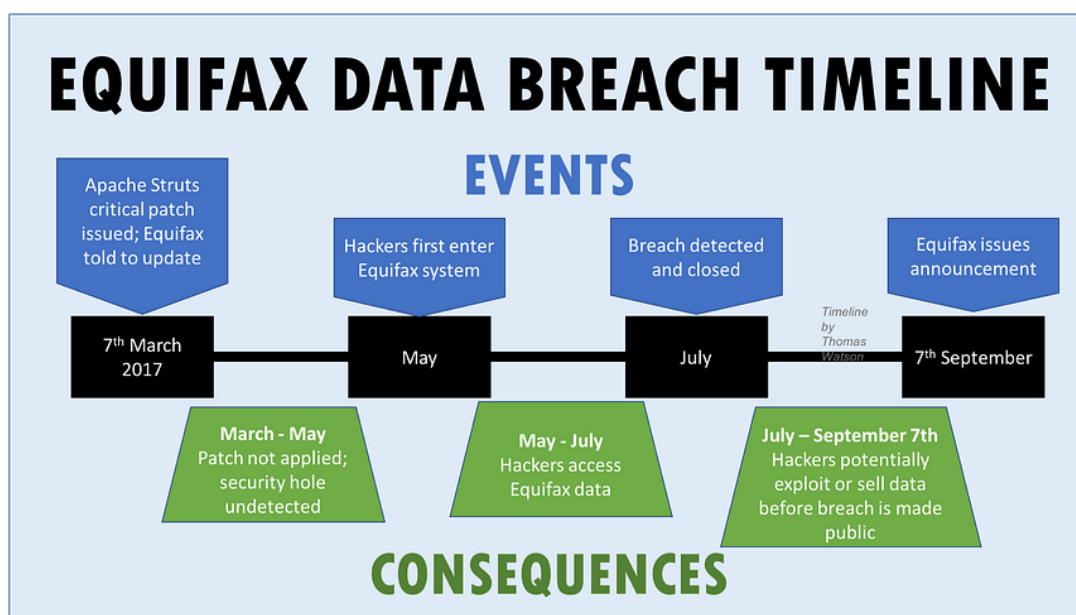 EQUIFAX DATA BREACH TIMELINE
EVENTS
Apache Struts
critical patch
issued; Equifax
told to update
Hackers first enter
Equifax system
Breach detected
and closed
Equifax issues
announcement
7th March
2017
May
July
Timeline
by
Thomas
Watson
7th September
March - May
Patch not applied;
security hole
undetected
May - July
Hackers access
Equifax data
July – September 7th
Hackers potentially
exploit or sell data
before breach is made
public
CONSEQUENCES